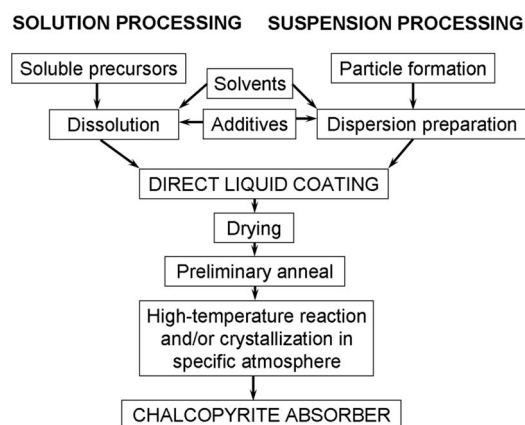 SOLUTION PROCESSING
SUSPENSION PROCESSING
Soluble precursors
Solvents
Particle formation
Dissolution
Additives
Dispersion preparation
DIRECT LIQUID COATING
Drying
Preliminary anneal
High-temperature reaction
and/or crystallization in
specific atmosphere
CHALCOPYRITE ABSORBER